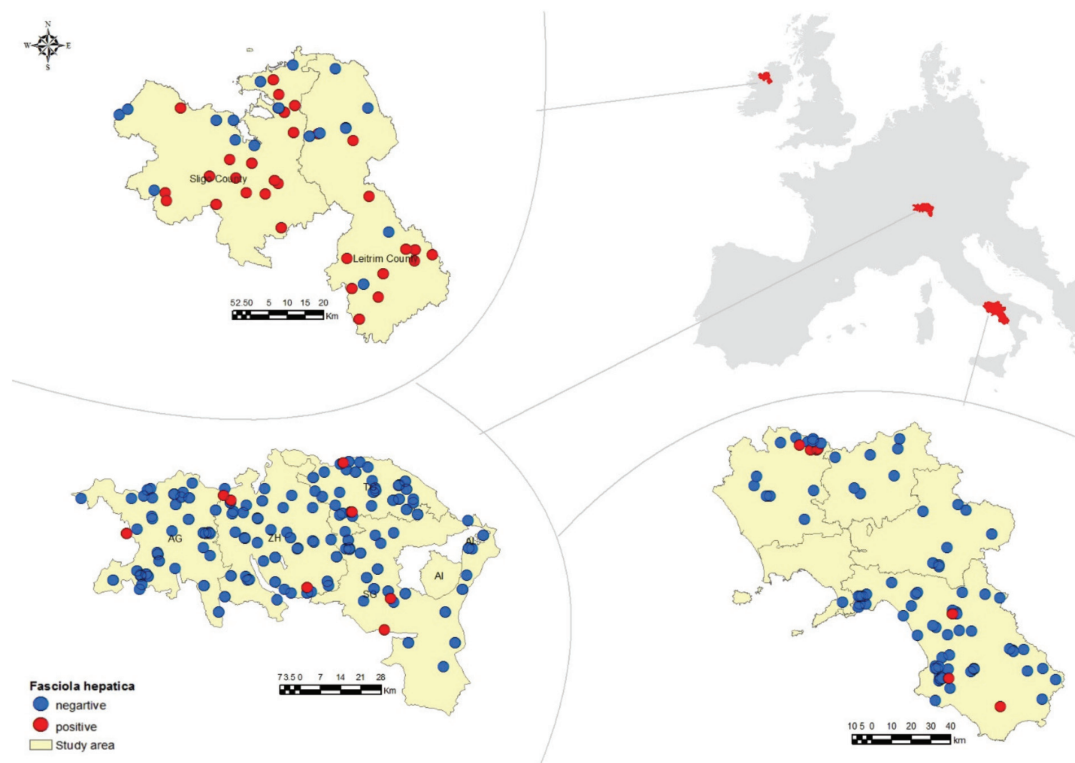 N
W E
S
Sligo County
Leitrim County
52.50 5 10 15 20
Km
TG
AG ZH
AI
AI
SG
73.50 7 14 21 28
Km
Fasciola hepatica
negartive
positive
Study area
10 5 0 10 20 30 40
km